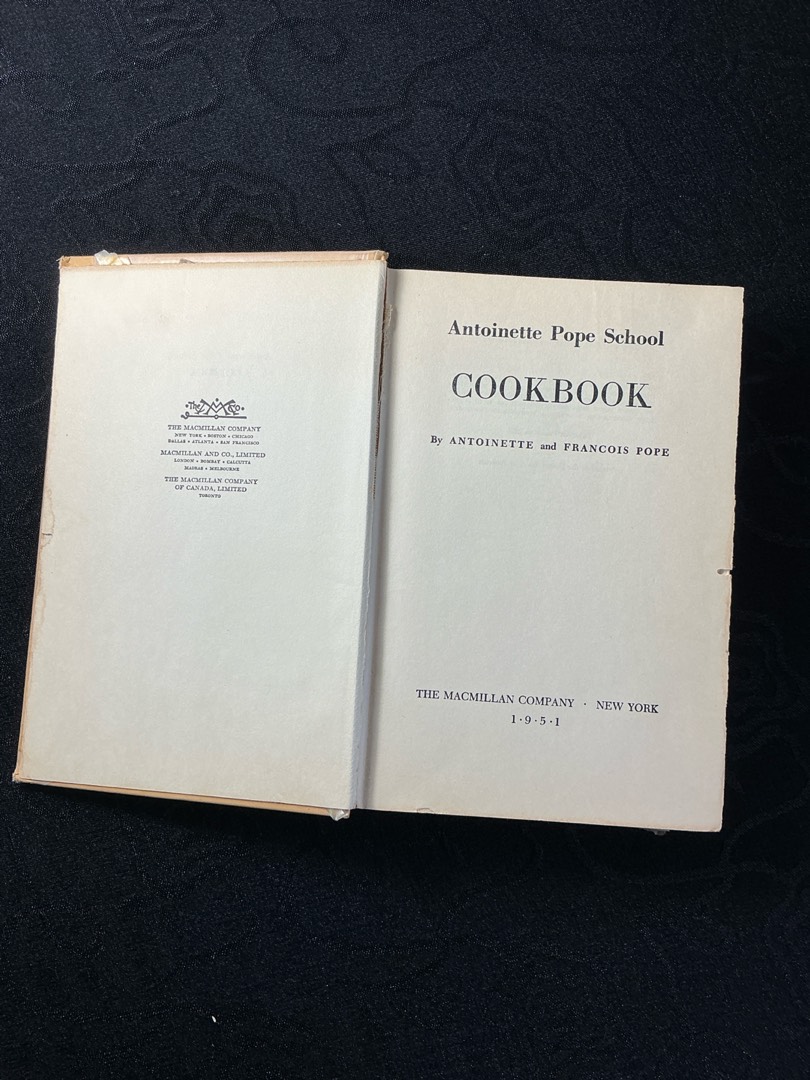 The M Co
THE MACMILLAN COMPANY
NEW YORK • BOSTON • CHICAGO
DALLAS • ATLANTA • SAN FRANCISCO
MACMILLAN AND CO., LIMITED
LONDON • BOMBAY • CALCUTTA
MADRAS • MELBOURNE
THE MACMILLAN COMPANY
OF CANADA, LIMITED
TORONTO
Antoinette Pope School
COOKBOOK
By ANTOINETTE and FRANCOIS POPE
THE MACMILLAN COMPANY · NEW YORK
1·9·5·1